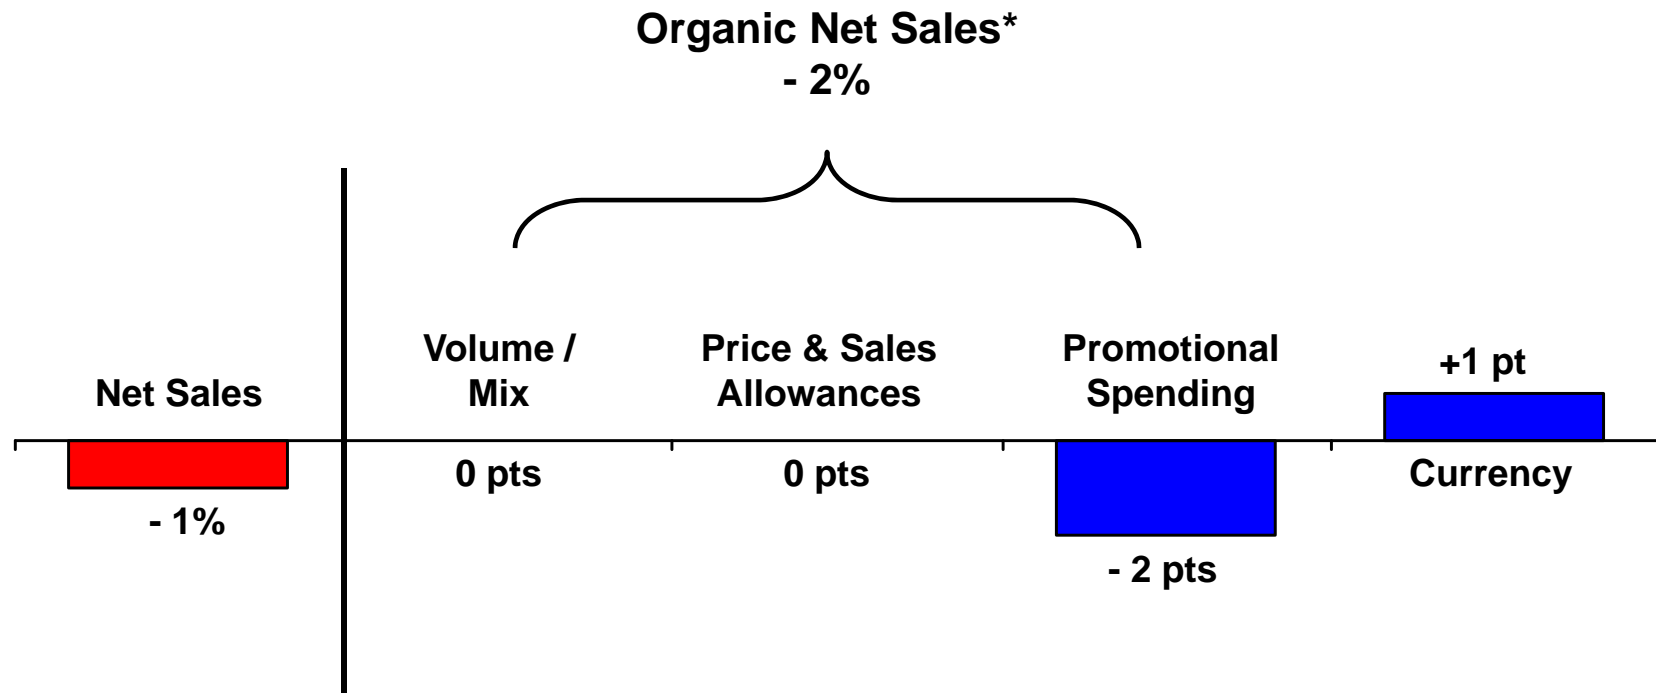 Organic Net Sales*
- 2%
Net Sales
- 1%
Volume /
Mix
0 pts
Price & Sales
Allowances
0 pts
Promotional
Spending
- 2 pts
+1 pt
Currency